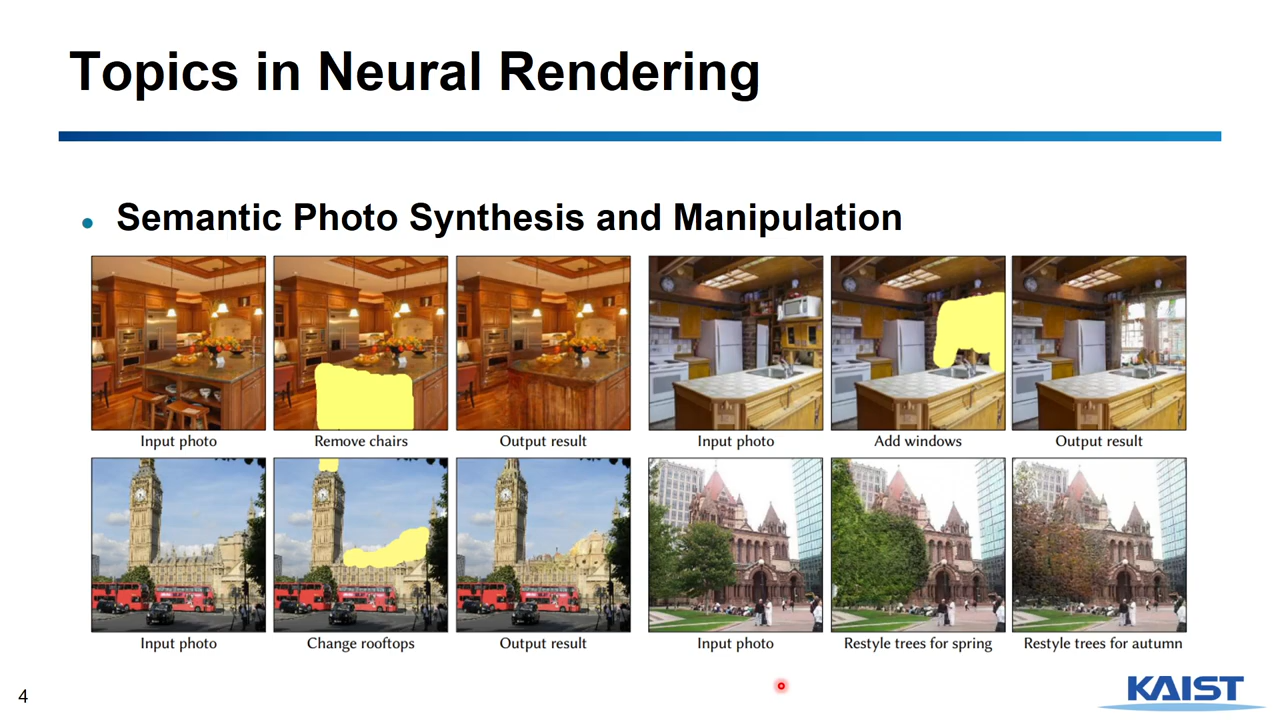 Topics in Neural Rendering
Semantic Photo Synthesis and Manipulation
Input photo Remove chairs Output result Input photo Add windows Output result
Input photo Change rooftops Output result Input photo Restyle trees for spring Restyle trees for autumn
4
KAIST